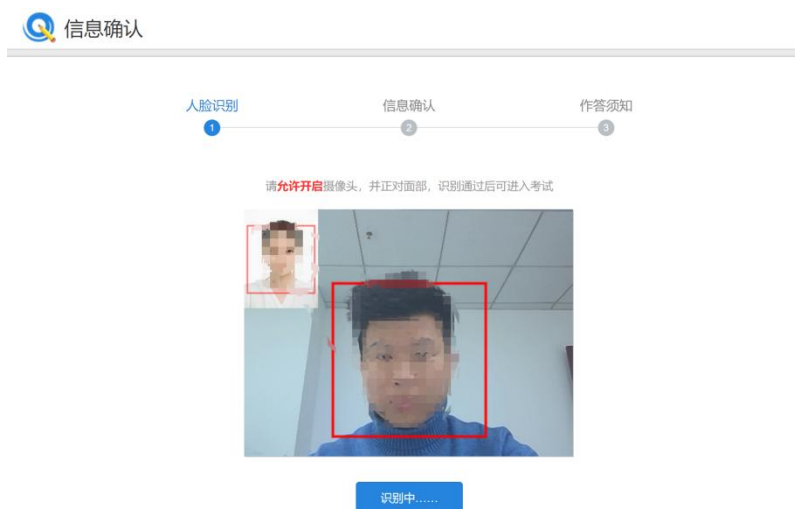 信息确认
人脸识别 信息确认 作答须知
1 2 3
请允许开启摄像头，并正对面部，识别通过后可进入考试
识别中……